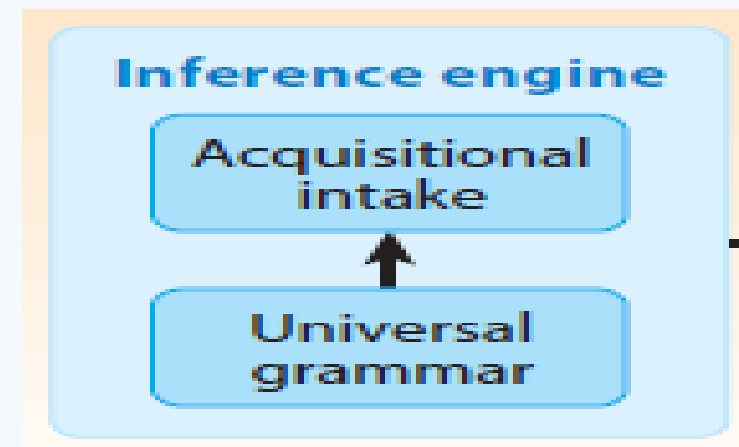 Inference engine
Acquisitional
intake
Universal
grammar